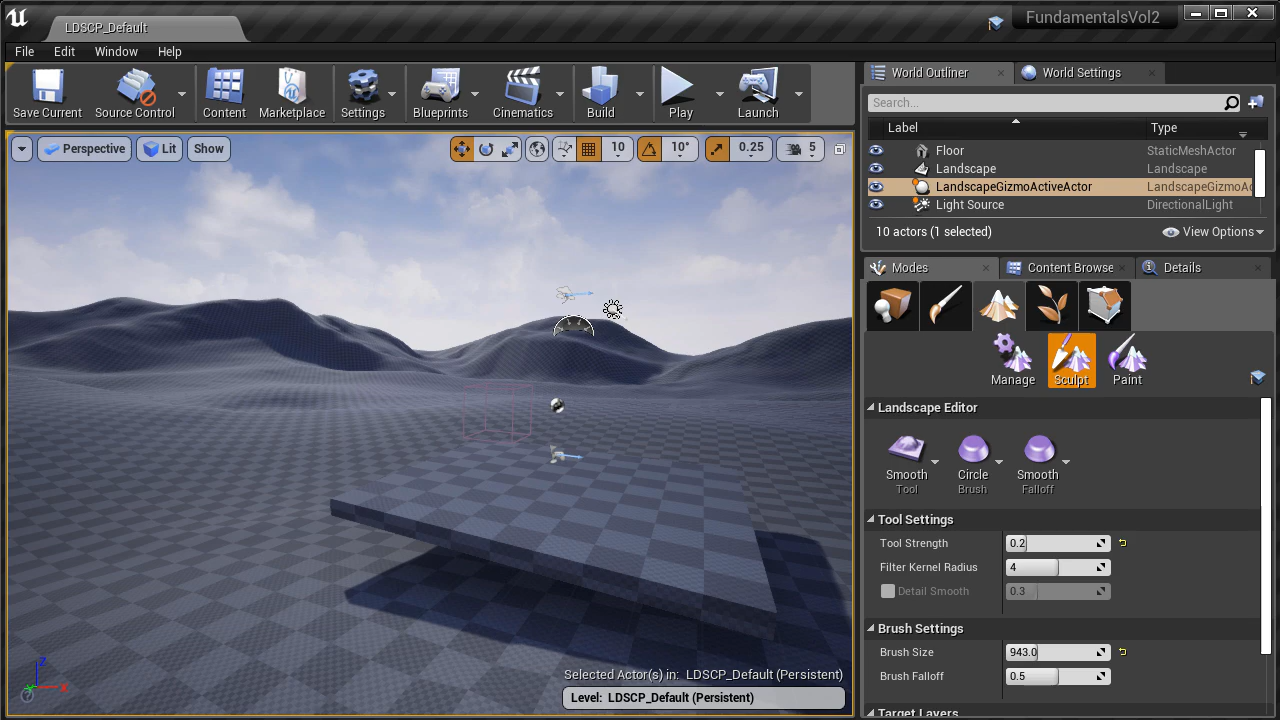 LDSCP_Default
FundamentalsVol2
File Edit Window Help
Save Current Source Control Content Marketplace Settings Blueprints Cinematics Build Play Launch
Perspective Lit Show 10 10° 0.25 5
World Outliner World Settings
Search...
Label Type
Floor StaticMeshActor
Landscape Landscape
LandscapeGizmoActiveActor LandscapeGizmoAc
Light Source DirectionalLight
10 actors (1 selected) View Options
Modes Content Browse Details
Manage Sculpt Paint
Landscape Editor
Smooth Circle Smooth
Tool Brush Falloff
Tool Settings
Tool Strength 0.2
Filter Kernel Radius 4
Detail Smooth 0.3
Brush Settings
Brush Size 943.0
Brush Falloff 0.5
Target Layers
Z
X
Y
Selected Actor(s) in: LDSCP_Default (Persistent)
Level: LDSCP_Default (Persistent)